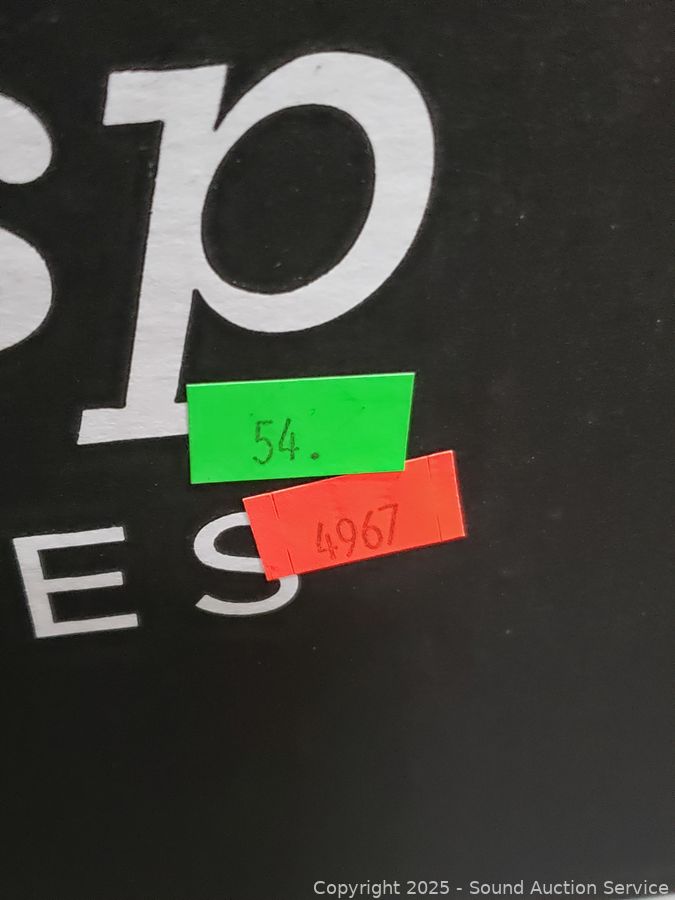 sp
54.
4967
ES
Copyright 2025 - Sound Auction Service